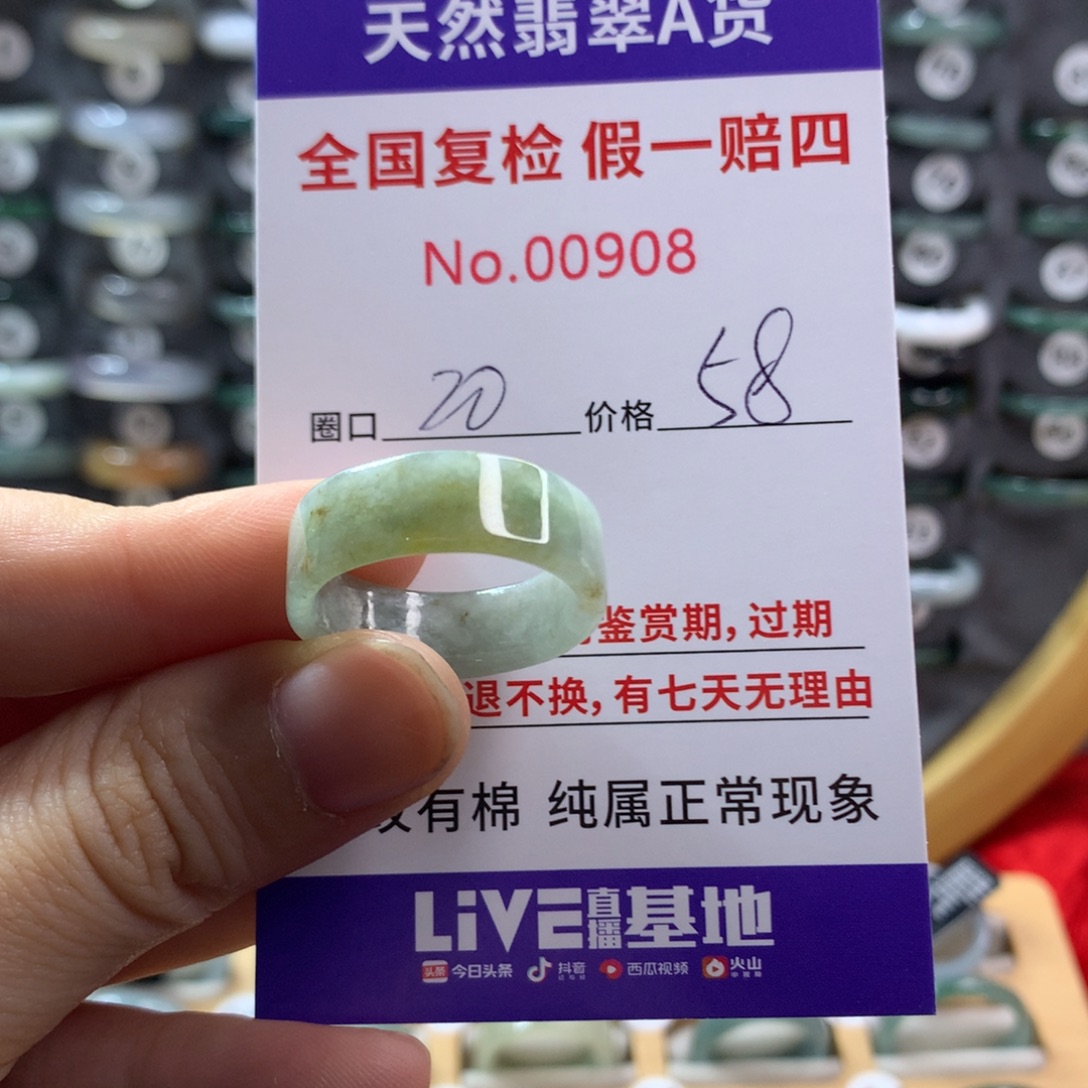 天然翡翠A货
全国复检 假一赔四
No.00908
圈口 20 价格 58
鉴赏期，过期
退不换，有七天无理由
有棉 纯属正常现象
LiVE直播基地
头条 今日头条 抖音 西瓜视频 火山